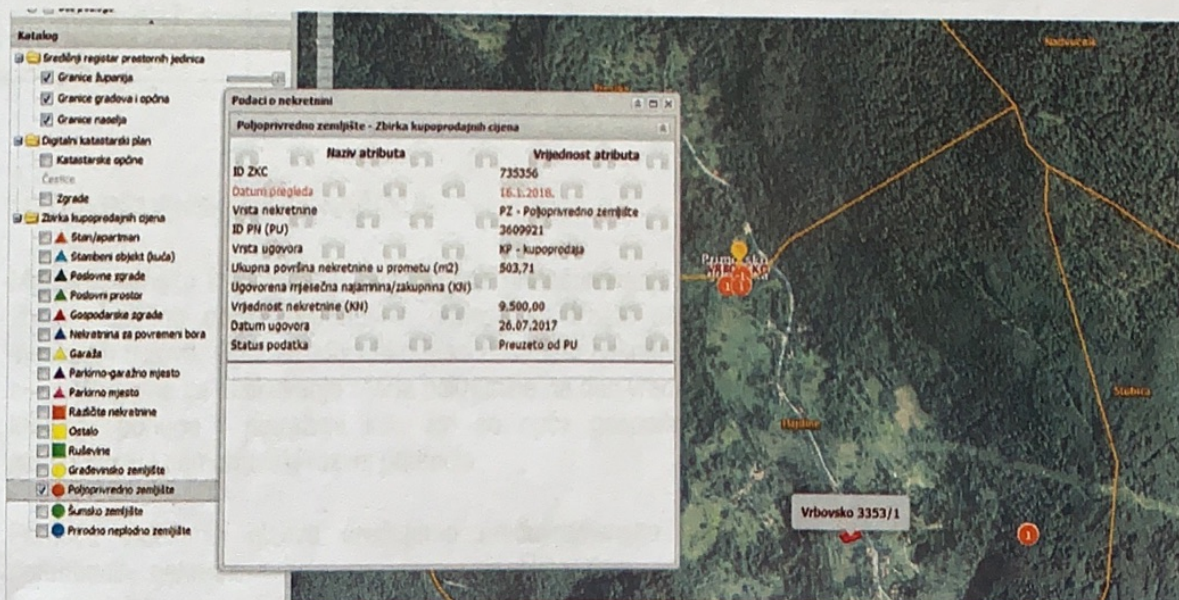 Katalog
Središnji registar prostornih jedinica
Granice županija
Granice gradova i općina
Granice naselja
Digitalni katastarski plan
Katastarske općine
Čestice
Zgrade
Zbirka kupoprodajnih cijena
Stan/apartman
Stambeni objekt (kuća)
Poslovne zgrade
Poslovni prostor
Gospodarske zgrade
Nekretnina za povremeni bora
Garaža
Parkirno-garažno mjesto
Parkirno mjesto
Različite nekretnine
Ostalo
Ruševine
Građevinsko zemljište
Poljoprivredno zemljište
Šumsko zemljište
Prirodno neplodno zemljište
Podaci o nekretnini
Poljoprivredno zemljište - Zbirka kupoprodajnih cijena
Naziv atributa Vrijednost atributa
ID ZKC 735356
Datum pregleda 16.1.2018.
Vrsta nekretnine PZ - Poljoprivredno zemljište
ID PN (PU) 3609921
Vrsta ugovora KP - kupoprodaja
Ukupna površina nekretnine u prometu (m2) 503,71
Ugovorena mjesečna najamnina/zakupnina (KN)
Vrijednost nekretnine (KN) 9.500,00
Datum ugovora 26.07.2017
Status podatka Preuzeto od PU
Nadvučnik
Stubica
Hajdine
Vrbovsko 3353/1
1
1
1